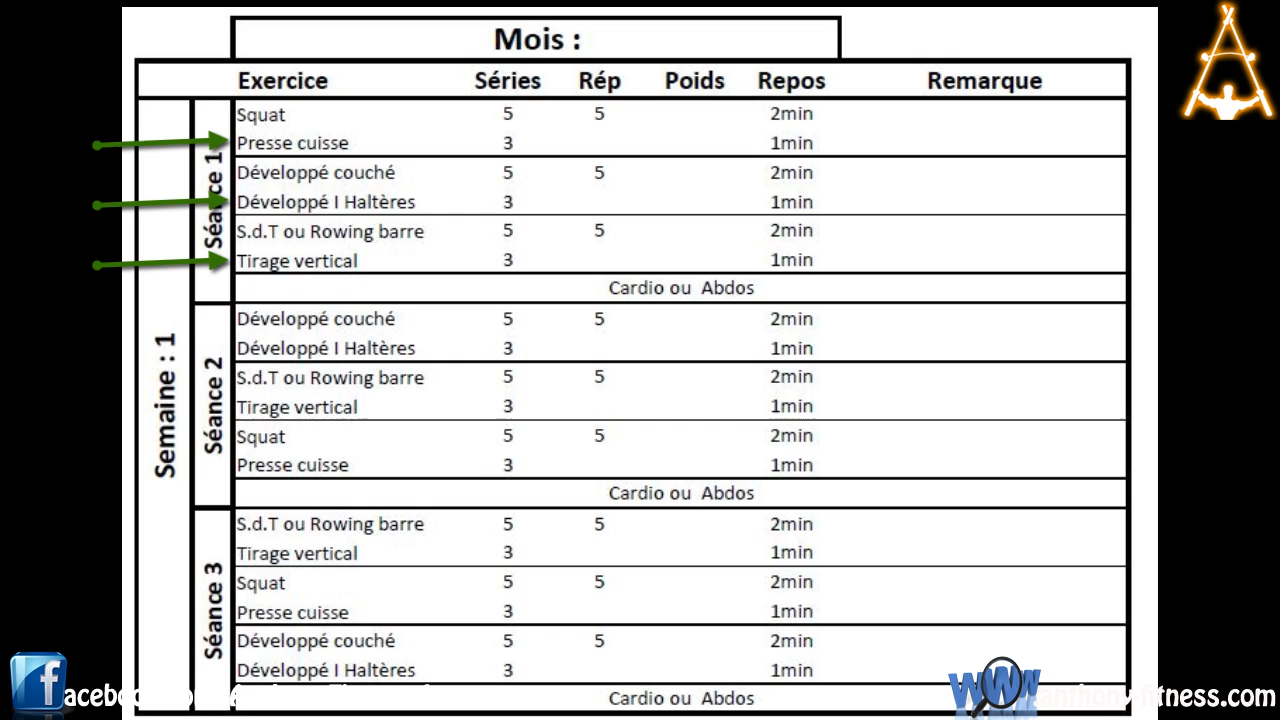 Mois :
Exercice Séries Rép Poids Repos Remarque
Semaine : 1
Séance 1
Squat 5 5 2min
Presse cuisse 3 1min
Développé couché 5 5 2min
Développé I Haltères 3 1min
S.d.T ou Rowing barre 5 5 2min
Tirage vertical 3 1min
Cardio ou Abdos
Séance 2
Développé couché 5 5 2min
Développé I Haltères 3 1min
S.d.T ou Rowing barre 5 5 2min
Tirage vertical 3 1min
Squat 5 5 2min
Presse cuisse 3 1min
Cardio ou Abdos
Séance 3
S.d.T ou Rowing barre 5 5 2min
Tirage vertical 3 1min
Squat 5 5 2min
Presse cuisse 3 1min
Développé couché 5 5 2min
Développé I Haltères 3 1min
Cardio ou Abdos
www
anthony-fitness.com